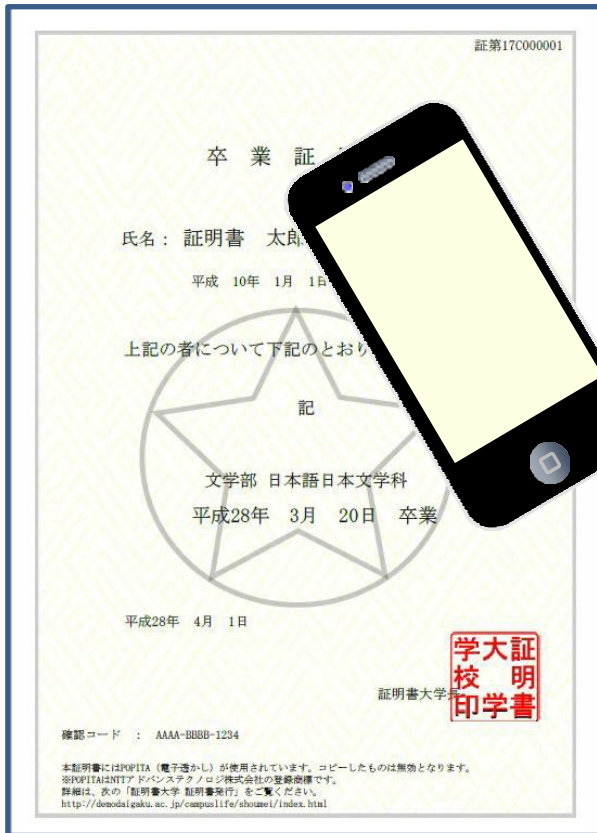 証第17C000001
卒 業 証
氏名： 証明書 太郎
平成 10年 1月 1日
上記の者について下記のとおり
記
文学部 日本語日本文学科
平成28年 3月 20日 卒業
平成28年 4月 1日
証明書大学長
証明書大学学校印
確認コード ： AAAA-BBBB-1234
本証明書にはPOPITA（電子透かし）が使用されています。コピーしたものは無効となります。
※POPITAはNTTアドバンステクノロジ株式会社の登録商標です。
詳細は、次の「証明書大学 証明書発行」をご覧ください。
http://demodaigaku.ac.jp/campuslife/shoumei/index.html